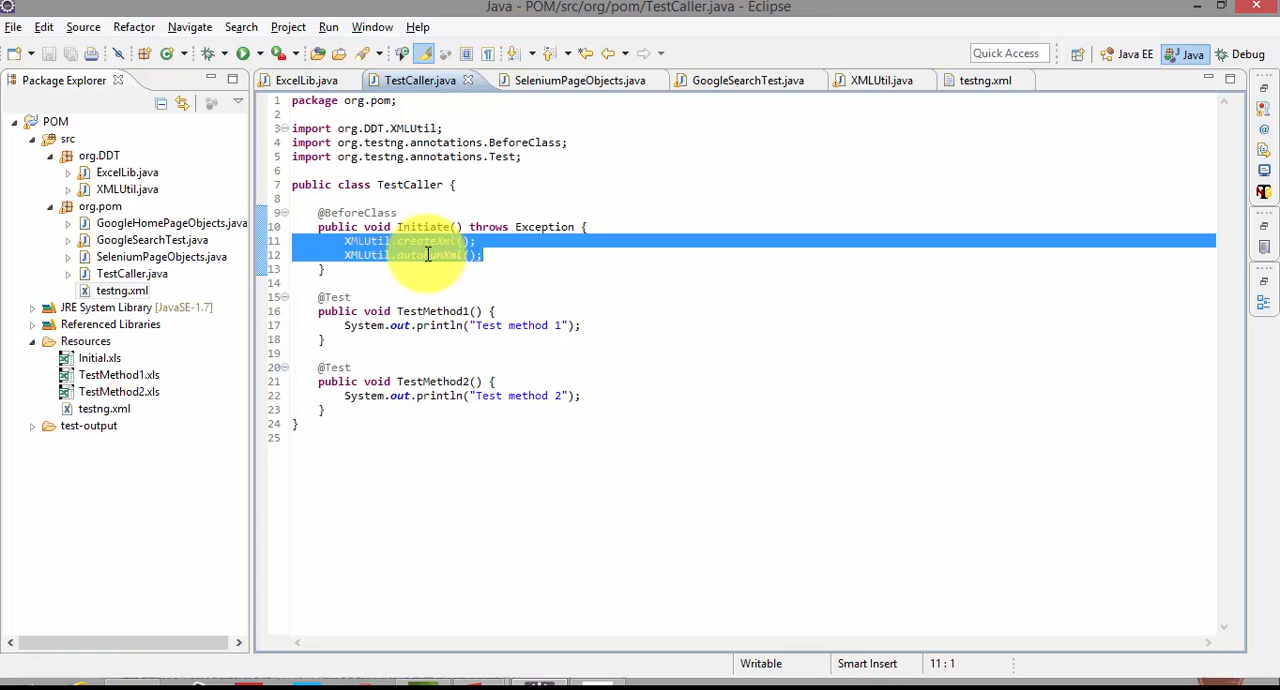 Java - POM/src/org/pom/TestCaller.java - Eclipse
File Edit Source Refactor Navigate Search Project Run Window Help
Quick Access Java EE Java Debug
Package Explorer
ExcelLib.java TestCaller.java SeleniumPageObjects.java GoogleSearchTest.java XMLUtil.java testng.xml
POM
src
org.DDT
ExcelLib.java
XMLUtil.java
org.pom
GoogleHomePageObjects.java
GoogleSearchTest.java
SeleniumPageObjects.java
TestCaller.java
testng.xml
JRE System Library [JavaSE-1.7]
Referenced Libraries
Resources
Initial.xls
TestMethod1.xls
TestMethod2.xls
testng.xml
test-output
1 package org.pom;
2
3 import org.DDT.XMLUtil;
4 import org.testng.annotations.BeforeClass;
5 import org.testng.annotations.Test;
6
7 public class TestCaller {
8
9 @BeforeClass
10 public void Initiate() throws Exception {
11 XMLUtil.createXml();
12 XMLUtil.autoRunXml();
13 }
14
15 @Test
16 public void TestMethod1() {
17 System.out.println("Test method 1");
18 }
19
20 @Test
21 public void TestMethod2() {
22 System.out.println("Test method 2");
23 }
24 }
25
Writable Smart Insert 11 : 1